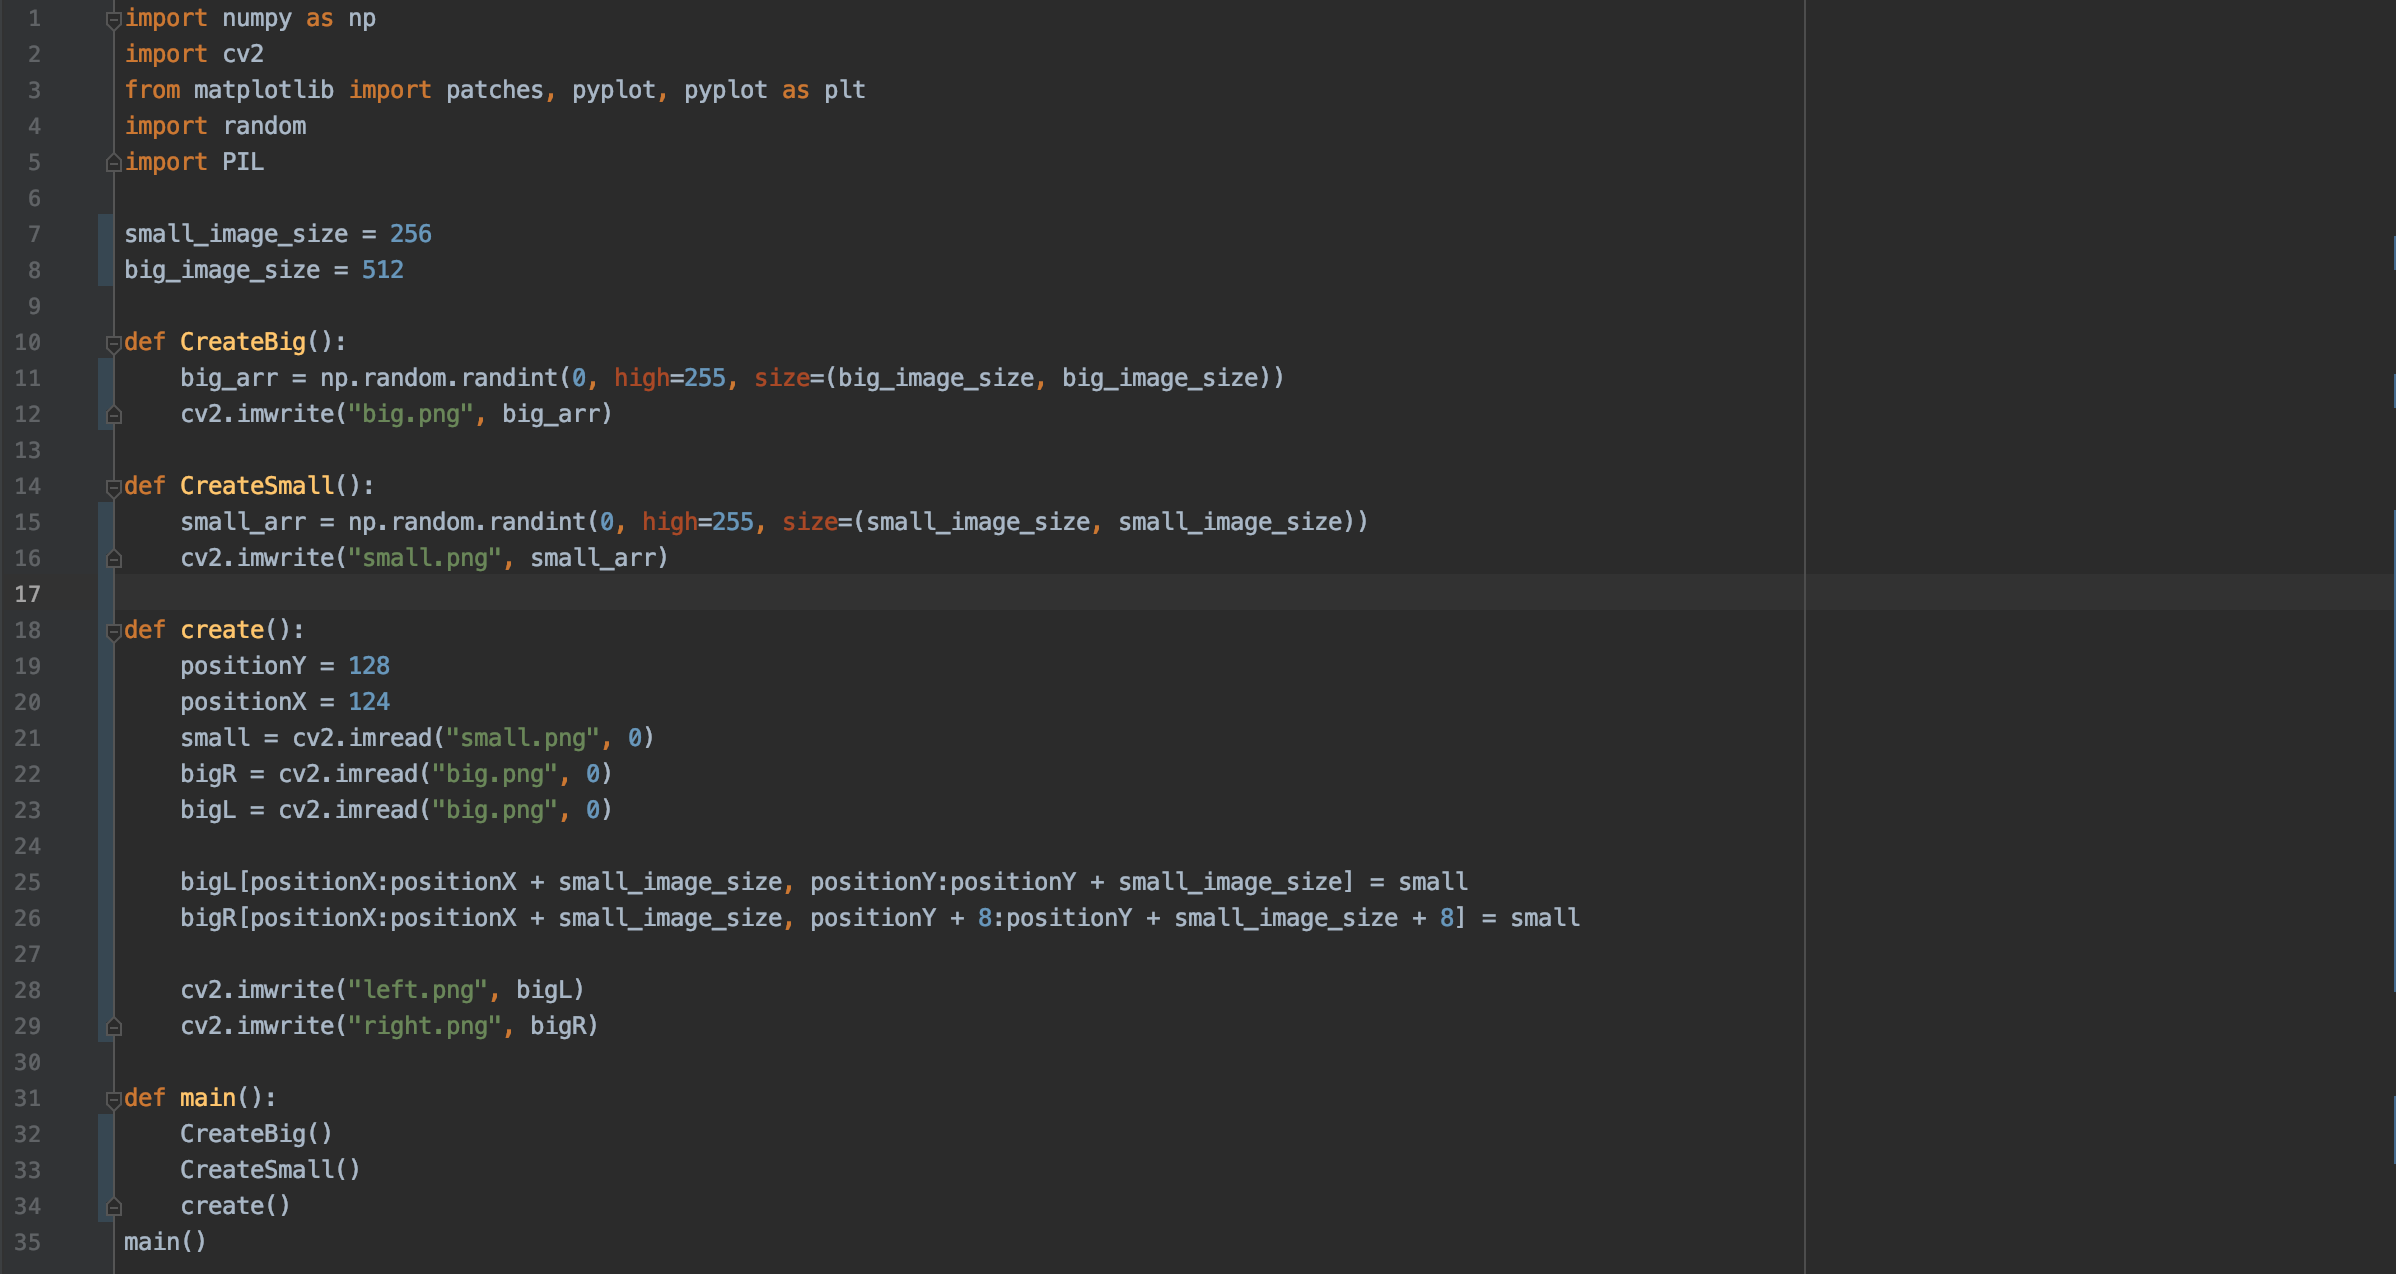 1 import numpy as np
2 import cv2
3 from matplotlib import patches, pyplot, pyplot as plt
4 import random
5 import PIL
6
7 small_image_size = 256
8 big_image_size = 512
9
10 def CreateBig():
11     big_arr = np.random.randint(0, high=255, size=(big_image_size, big_image_size))
12     cv2.imwrite("big.png", big_arr)
13
14 def CreateSmall():
15     small_arr = np.random.randint(0, high=255, size=(small_image_size, small_image_size))
16     cv2.imwrite("small.png", small_arr)
17
18 def create():
19     positionY = 128
20     positionX = 124
21     small = cv2.imread("small.png", 0)
22     bigR = cv2.imread("big.png", 0)
23     bigL = cv2.imread("big.png", 0)
24
25     bigL[positionX:positionX + small_image_size, positionY:positionY + small_image_size] = small
26     bigR[positionX:positionX + small_image_size, positionY + 8:positionY + small_image_size + 8] = small
27
28     cv2.imwrite("left.png", bigL)
29     cv2.imwrite("right.png", bigR)
30
31 def main():
32     CreateBig()
33     CreateSmall()
34     create()
35 main()